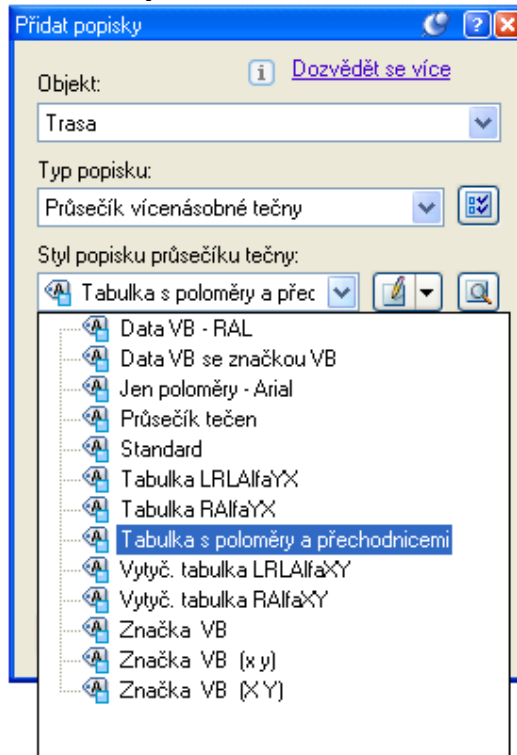 Přidat popisky
Objekt:
Dozvědět se více
Trasa
Typ popisku:
Průsečík vícenásobné tečny
Styl popisku průsečíku tečny:
Tabulka s poloměry a přec
Data VB - RAL
Data VB se značkou VB
Jen poloměry - Arial
Průsečík tečen
Standard
Tabulka LRLAlfaYX
Tabulka RAlfaYX
Tabulka s poloměry a přechodnicemi
Vytyč. tabulka LRLAlfaXY
Vytyč. tabulka RAlfaXY
Značka VB
Značka VB (x y)
Značka VB (X Y)